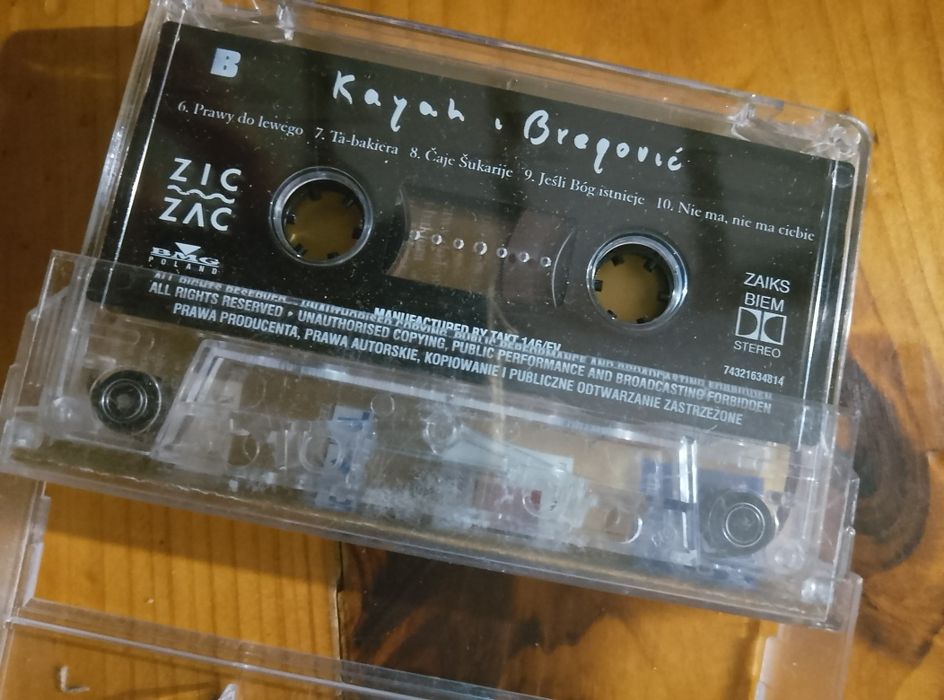 B
Kayah i Bregović
6. Prawy do lewego 7. Ta-bakiera 8. Čaje Šukarije 9. Jeśli Bóg istnieje 10. Nie ma, nie ma ciebie
ZIC
ZAC
BMG
POLAND
ZAIKS
BIEM
STEREO
74321634814
MANUFACTURED BY TAKT 146/EV
ALL RIGHTS RESERVED • UNAUTHORISED COPYING, PUBLIC PERFORMANCE AND BROADCASTING FORBIDDEN
PRAWA PRODUCENTA, PRAWA AUTORSKIE, KOPIOWANIE I PUBLICZNE ODTWARZANIE ZASTRZEŻONE